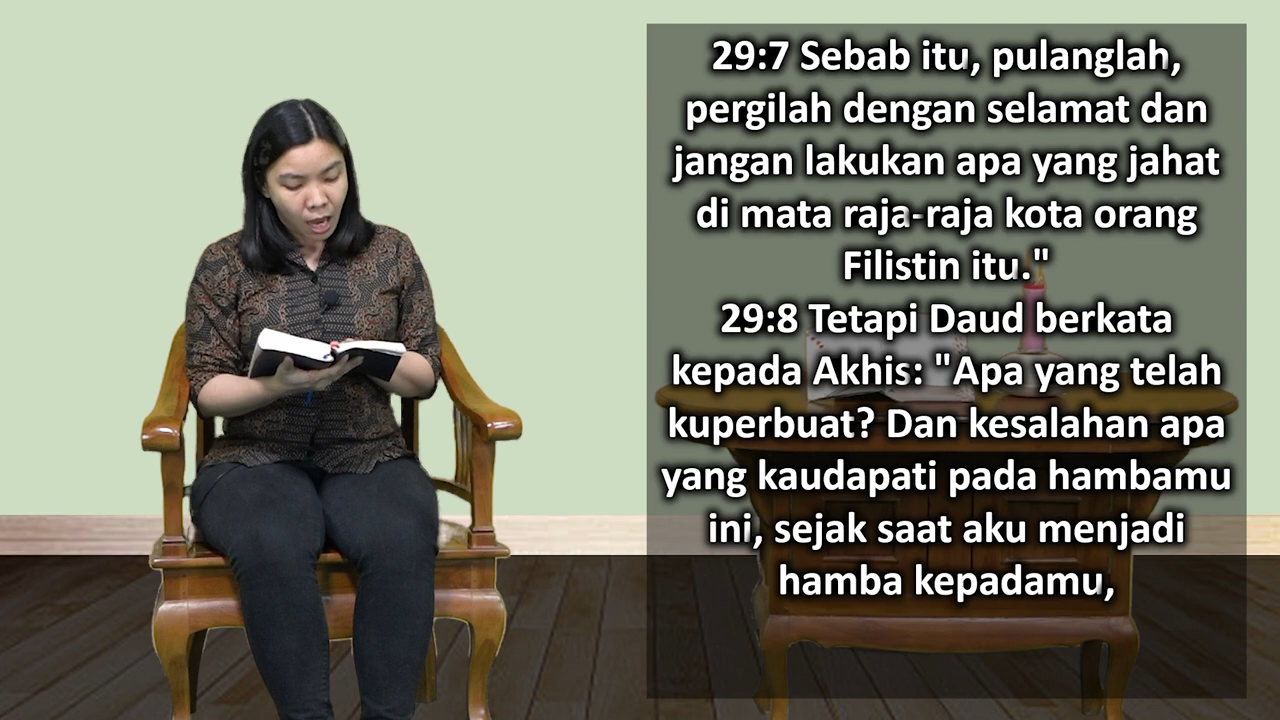 29:7 Sebab itu, pulanglah,
pergilah dengan selamat dan
jangan lakukan apa yang jahat
di mata raja-raja kota orang
Filistin itu."
29:8 Tetapi Daud berkata
kepada Akhis: "Apa yang telah
kuperbuat? Dan kesalahan apa
yang kaudapati pada hambamu
ini, sejak saat aku menjadi
hamba kepadamu,